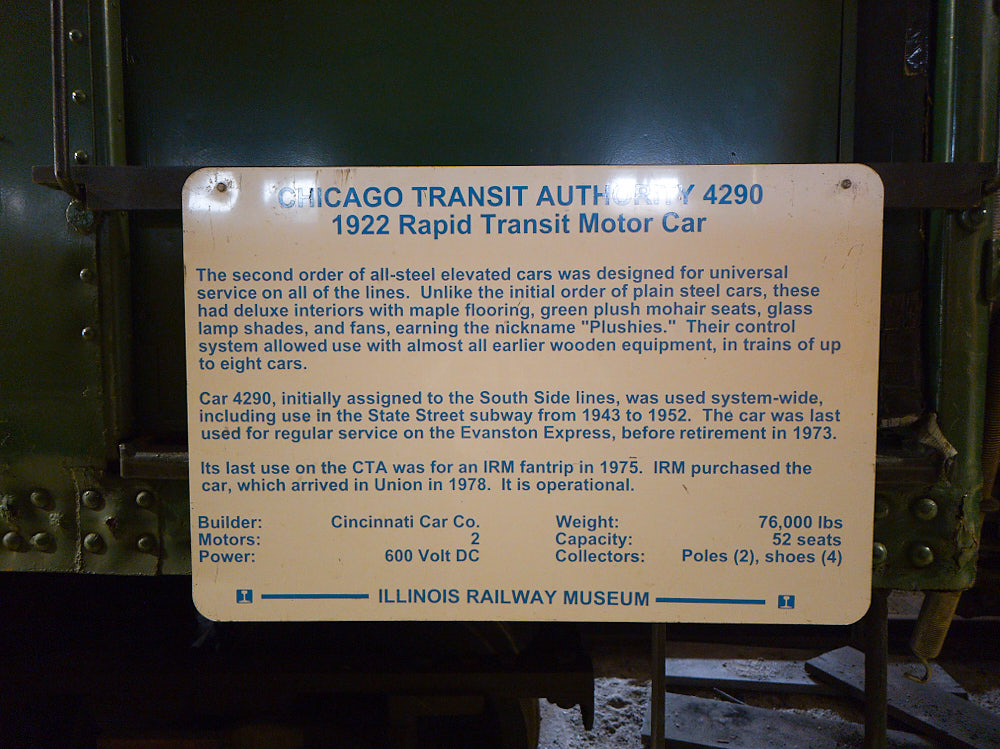 CHICAGO TRANSIT AUTHORITY 4290
1922 Rapid Transit Motor Car
The second order of all-steel elevated cars was designed for universal
service on all of the lines. Unlike the initial order of plain steel cars, these
had deluxe interiors with maple flooring, green plush mohair seats, glass
lamp shades, and fans, earning the nickname "Plushies." Their control
system allowed use with almost all earlier wooden equipment, in trains of up
to eight cars.
Car 4290, initially assigned to the South Side lines, was used system-wide,
including use in the State Street subway from 1943 to 1952. The car was last
used for regular service on the Evanston Express, before retirement in 1973.
Its last use on the CTA was for an IRM fantrip in 1975. IRM purchased the
car, which arrived in Union in 1978. It is operational.
Builder: Cincinnati Car Co. Weight: 76,000 lbs
Motors: 2 Capacity: 52 seats
Power: 600 Volt DC Collectors: Poles (2), shoes (4)
ILLINOIS RAILWAY MUSEUM